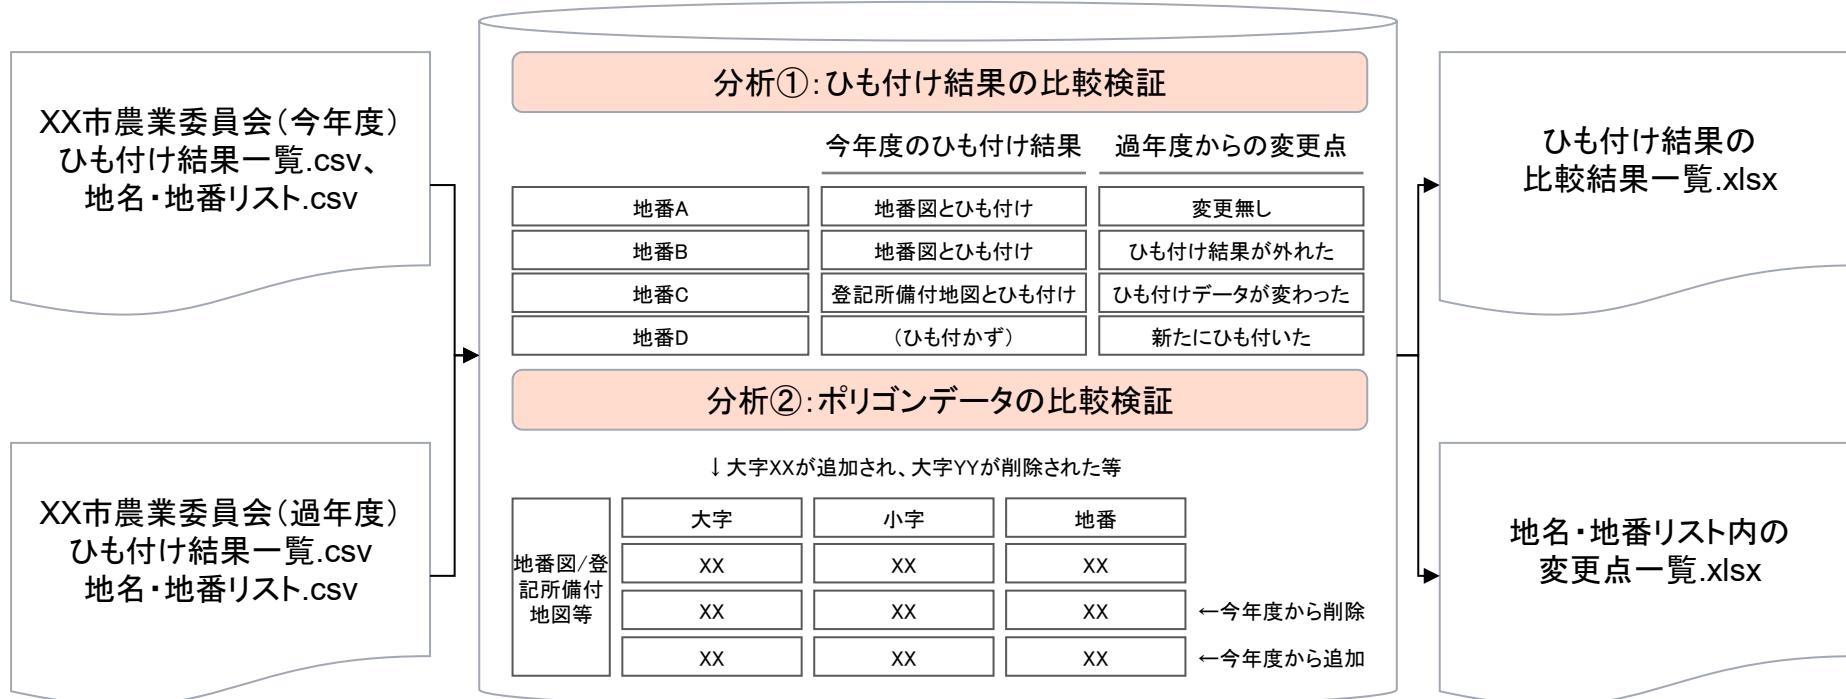 XX市農業委員会(今年度)
ひも付け結果一覧.csv、
地名・地番リスト.csv
XX市農業委員会(過年度)
ひも付け結果一覧.csv
地名・地番リスト.csv
分析①:ひも付け結果の比較検証
今年度のひも付け結果 過年度からの変更点
地番A 地番図とひも付け 変更無し
地番B 地番図とひも付け ひも付け結果が外れた
地番C 登記所備付地図とひも付け ひも付けデータが変わった
地番D (ひも付かず) 新たにひも付いた
分析②:ポリゴンデータの比較検証
↓大字XXが追加され、大字YYが削除された等
地番図/登
記所備付
地図等
大字 小字 地番
XX XX XX
XX XX XX ←今年度から削除
XX XX XX ←今年度から追加
ひも付け結果の
比較結果一覧.xlsx
地名・地番リスト内の
変更点一覧.xlsx